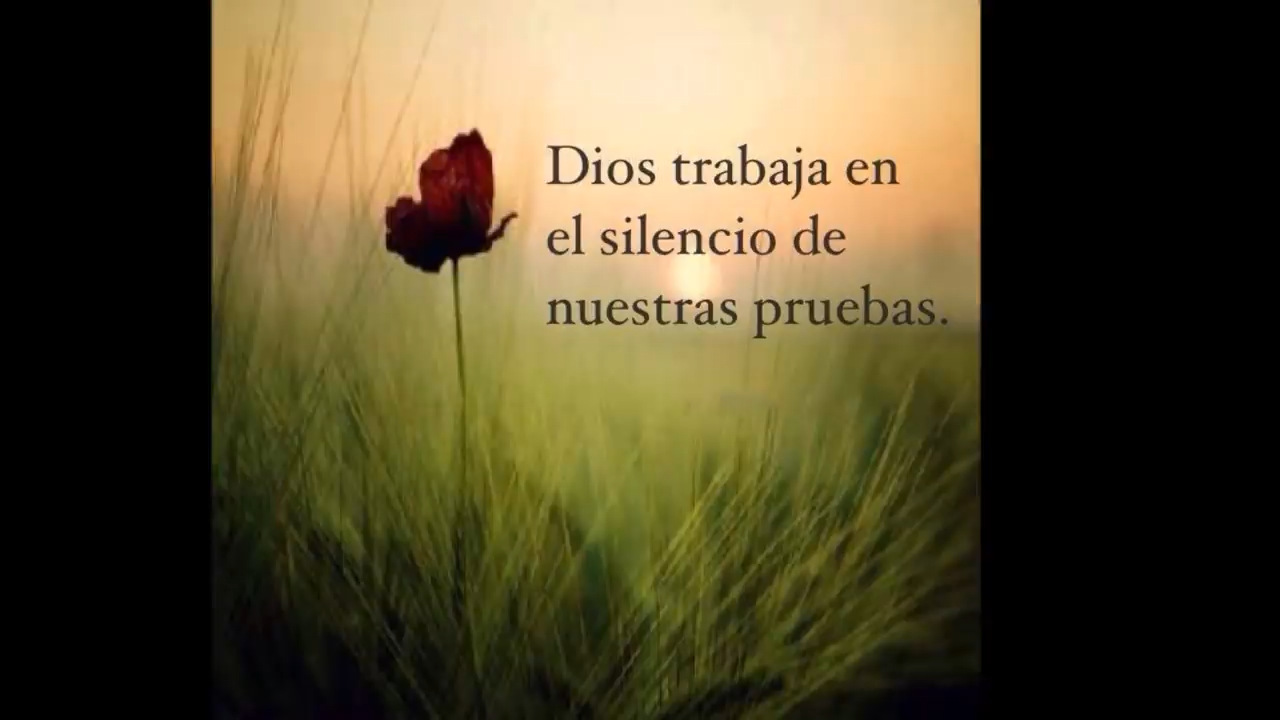 Dios trabaja en
el silencio de
nuestras pruebas.